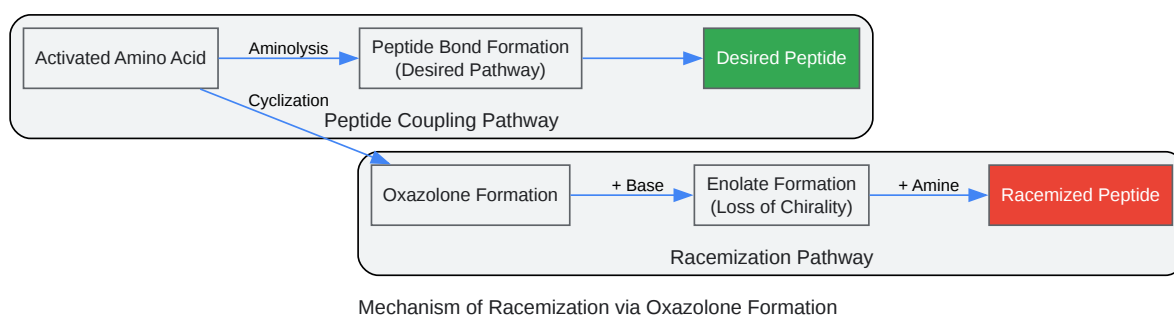 Activated Amino Acid
Aminolysis
Peptide Bond Formation
(Desired Pathway)
Desired Peptide
Cyclization
Peptide Coupling Pathway
Oxazolone Formation
+ Base
Enolate Formation
(Loss of Chirality)
+ Amine
Racemized Peptide
Racemization Pathway
Mechanism of Racemization via Oxazolone Formation